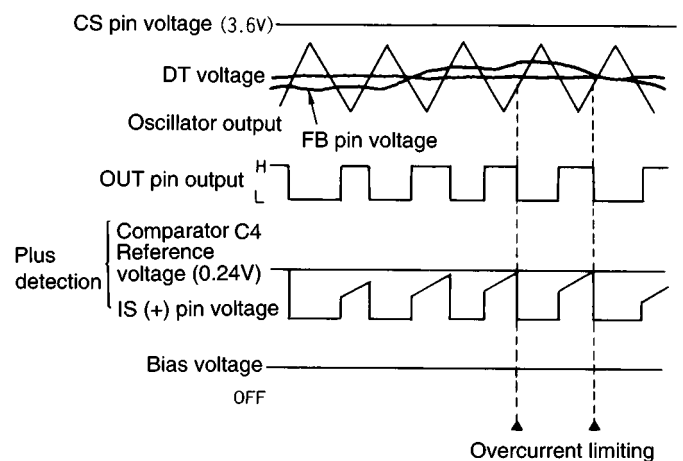 CS pin voltage (3.6V)
DT voltage
Oscillator output
FB pin voltage
H
OUT pin output
L
Plus
detection
Comparator C4
Reference
voltage (0.24V)
IS (+) pin voltage
Bias voltage
OFF
Overcurrent limiting